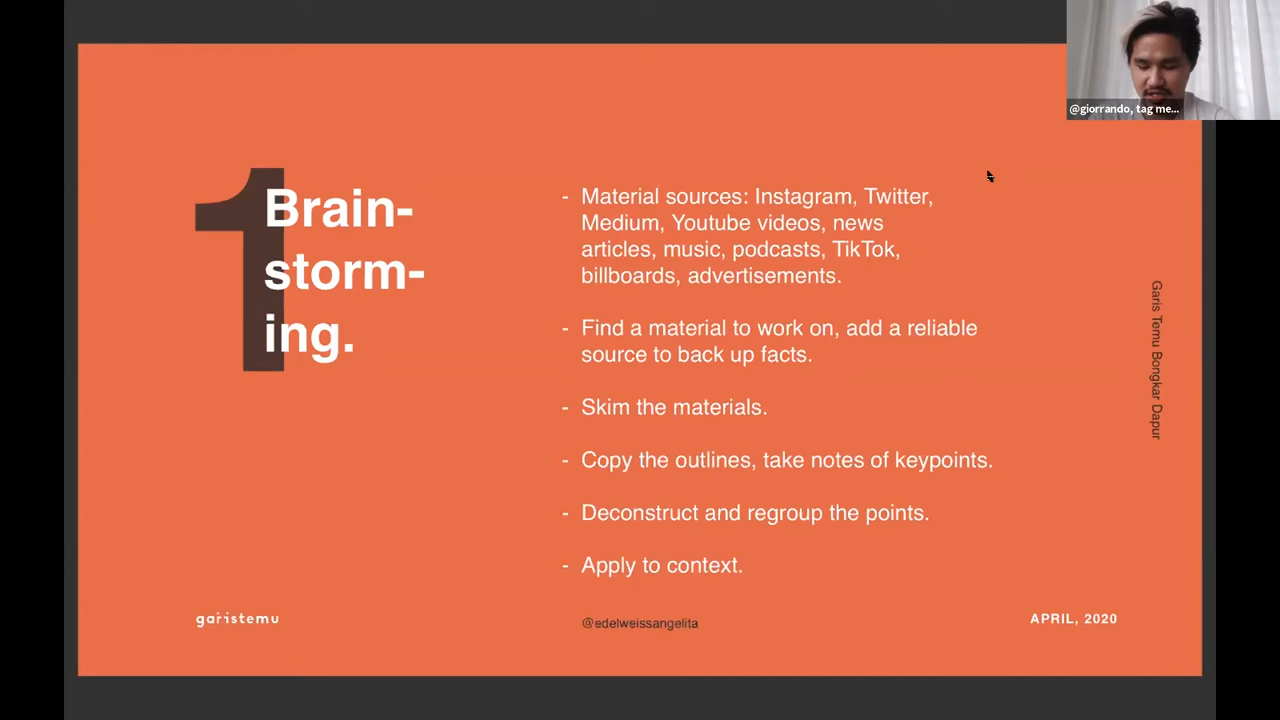 @giorrando, tag me...
1
Brain-
storm-
ing.
- Material sources: Instagram, Twitter,
Medium, Youtube videos, news
articles, music, podcasts, TikTok,
billboards, advertisements.
- Find a material to work on, add a reliable
source to back up facts.
- Skim the materials.
- Copy the outlines, take notes of keypoints.
- Deconstruct and regroup the points.
- Apply to context.
Garis Temu Bongkar Dapur
garistemu
@edelweissangelita
APRIL, 2020